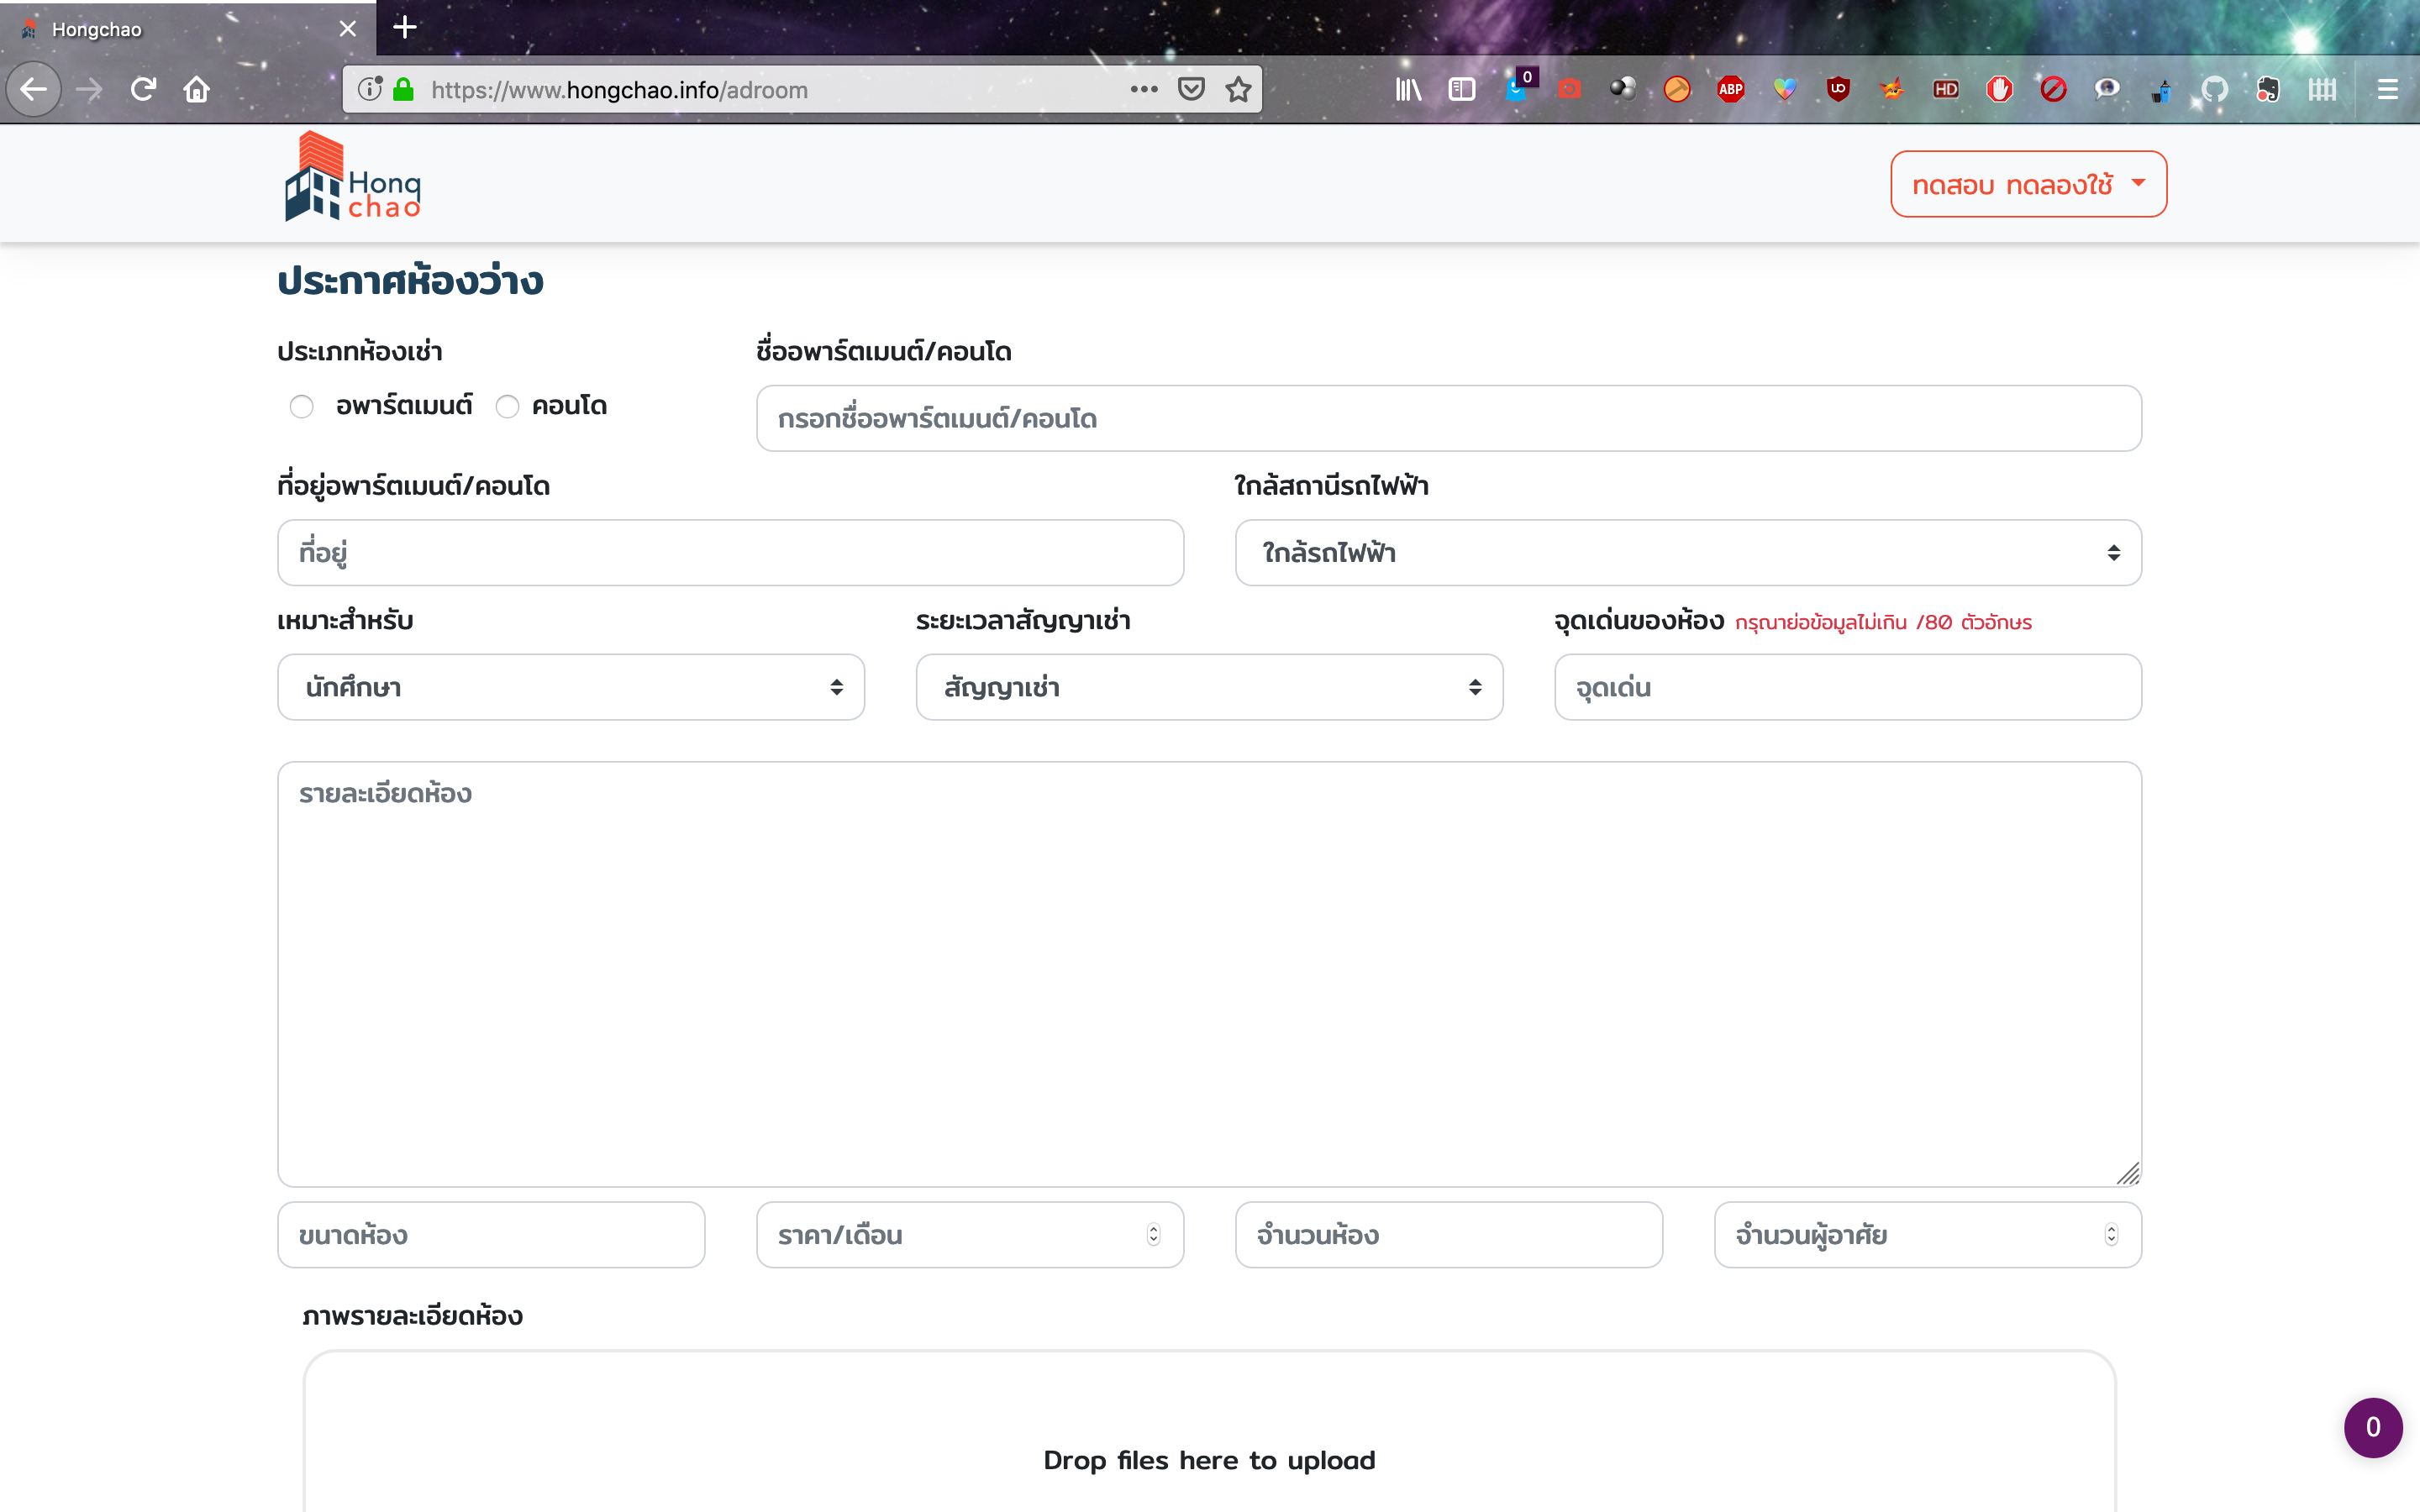 Hongchao
https://www.hongchao.info/adroom
0
ABP
UO
HD
Hong
chao
ทดสอบ ทดลองใช้
ประกาศห้องว่าง
ประเภทห้องเช่า
ชื่ออพาร์ตเมนต์/คอนโด
อพาร์ตเมนต์ คอนโด
กรอกชื่ออพาร์ตเมนต์/คอนโด
ที่อยู่อพาร์ตเมนต์/คอนโด
ใกล้สถานีรถไฟฟ้า
ที่อยู่
ใกล้รถไฟฟ้า
เหมาะสำหรับ
ระยะเวลาสัญญาเช่า
จุดเด่นของห้อง กรุณาย่อข้อมูลไม่เกิน /80 ตัวอักษร
นักศึกษา
สัญญาเช่า
จุดเด่น
รายละเอียดห้อง
ขนาดห้อง
ราคา/เดือน
จำนวนห้อง
จำนวนผู้อาศัย
ภาพรายละเอียดห้อง
Drop files here to upload
0